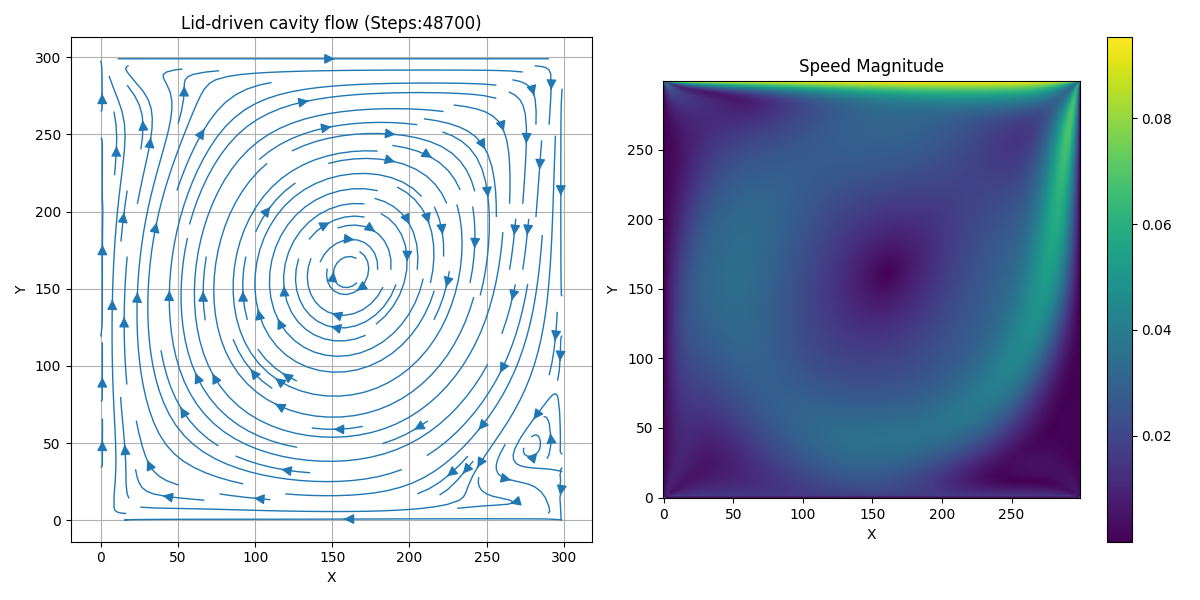 Lid-driven cavity flow (Steps:48700)
300
250
200
150
100
50
0
Y
0 50 100 150 200 250 300
X
Speed Magnitude
250
200
150
100
50
0
Y
0 50 100 150 200 250
X
0.08
0.06
0.04
0.02